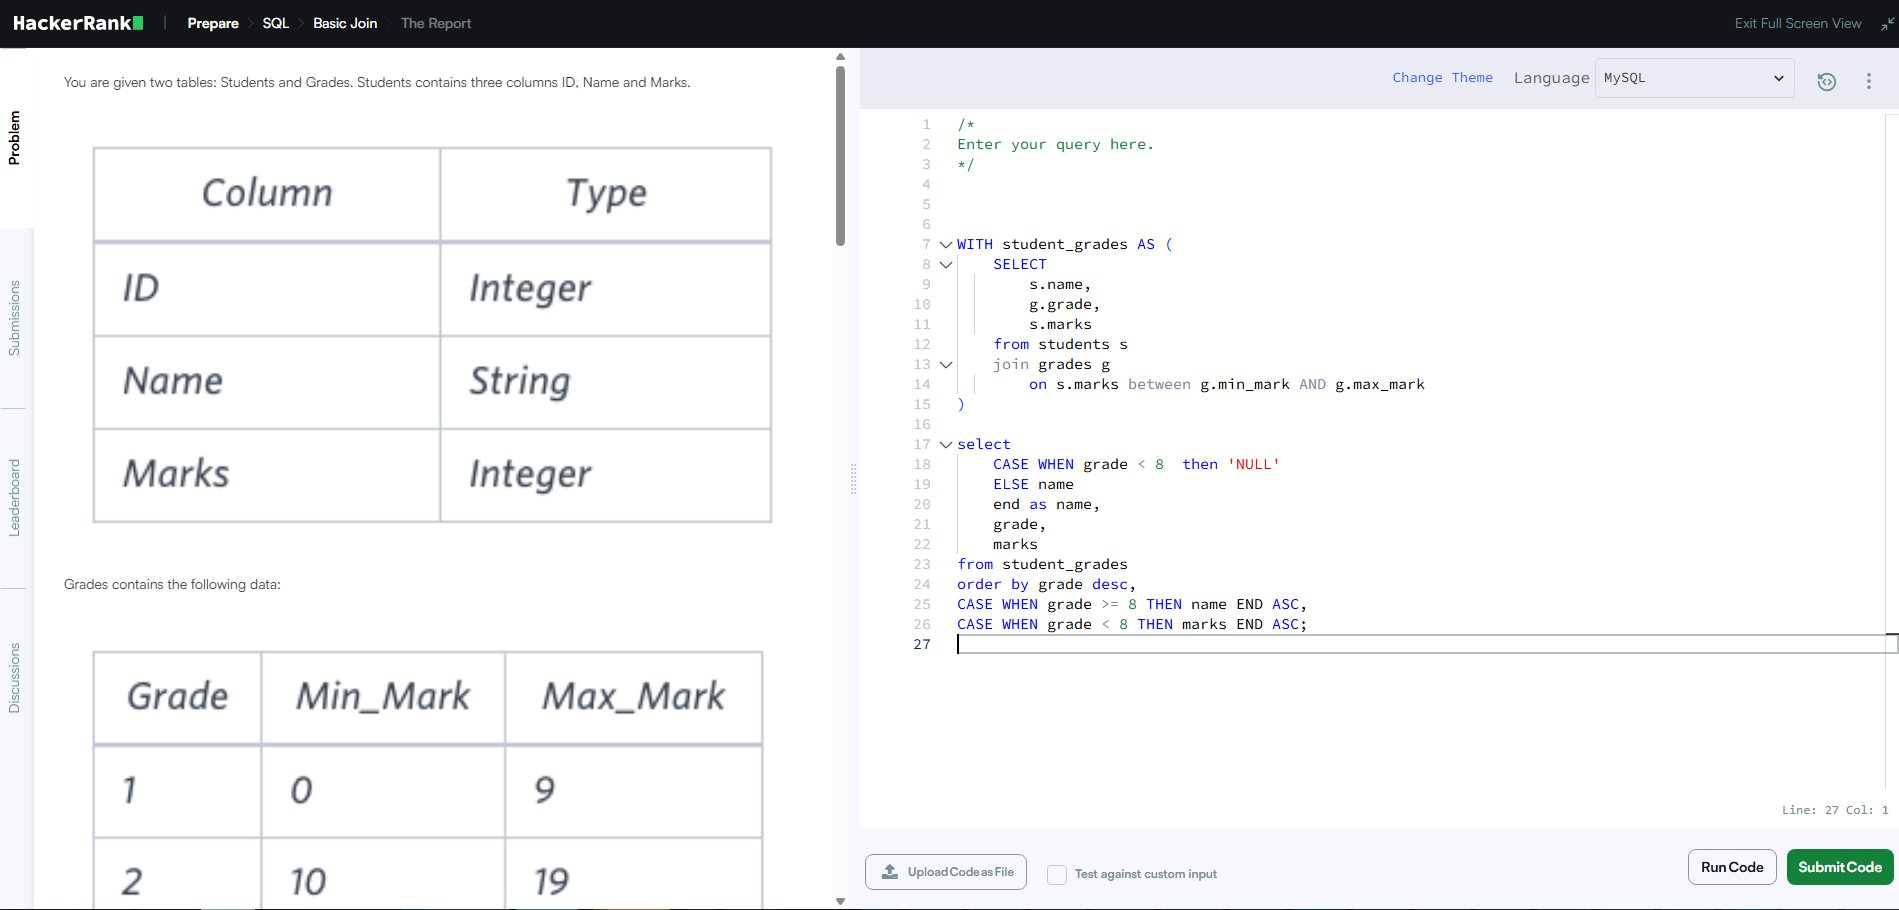 HackerRank
Prepare
SQL
Basic Join
The Report
Exit Full Screen View
Problem
Submissions
Leaderboard
Discussions
You are given two tables: Students and Grades. Students contains three columns ID, Name and Marks.
Column Type
ID Integer
Name String
Marks Integer
Grades contains the following data:
Grade Min_Mark Max_Mark
1 0 9
2 10 19
Change Theme Language MySQL
1 /*
2 Enter your query here.
3 */
4
5
6
7 WITH student_grades AS (
8 SELECT
9 s.name,
10 g.grade,
11 s.marks
12 from students s
13 join grades g
14 on s.marks between g.min_mark AND g.max_mark
15 )
16
17 select
18 CASE WHEN grade < 8 then 'NULL'
19 ELSE name
20 end as name,
21 grade,
22 marks
23 from student_grades
24 order by grade desc,
25 CASE WHEN grade >= 8 THEN name END ASC,
26 CASE WHEN grade < 8 THEN marks END ASC;
27
Line: 27 Col: 1
Upload Code as File
Test against custom input
Run Code
Submit Code